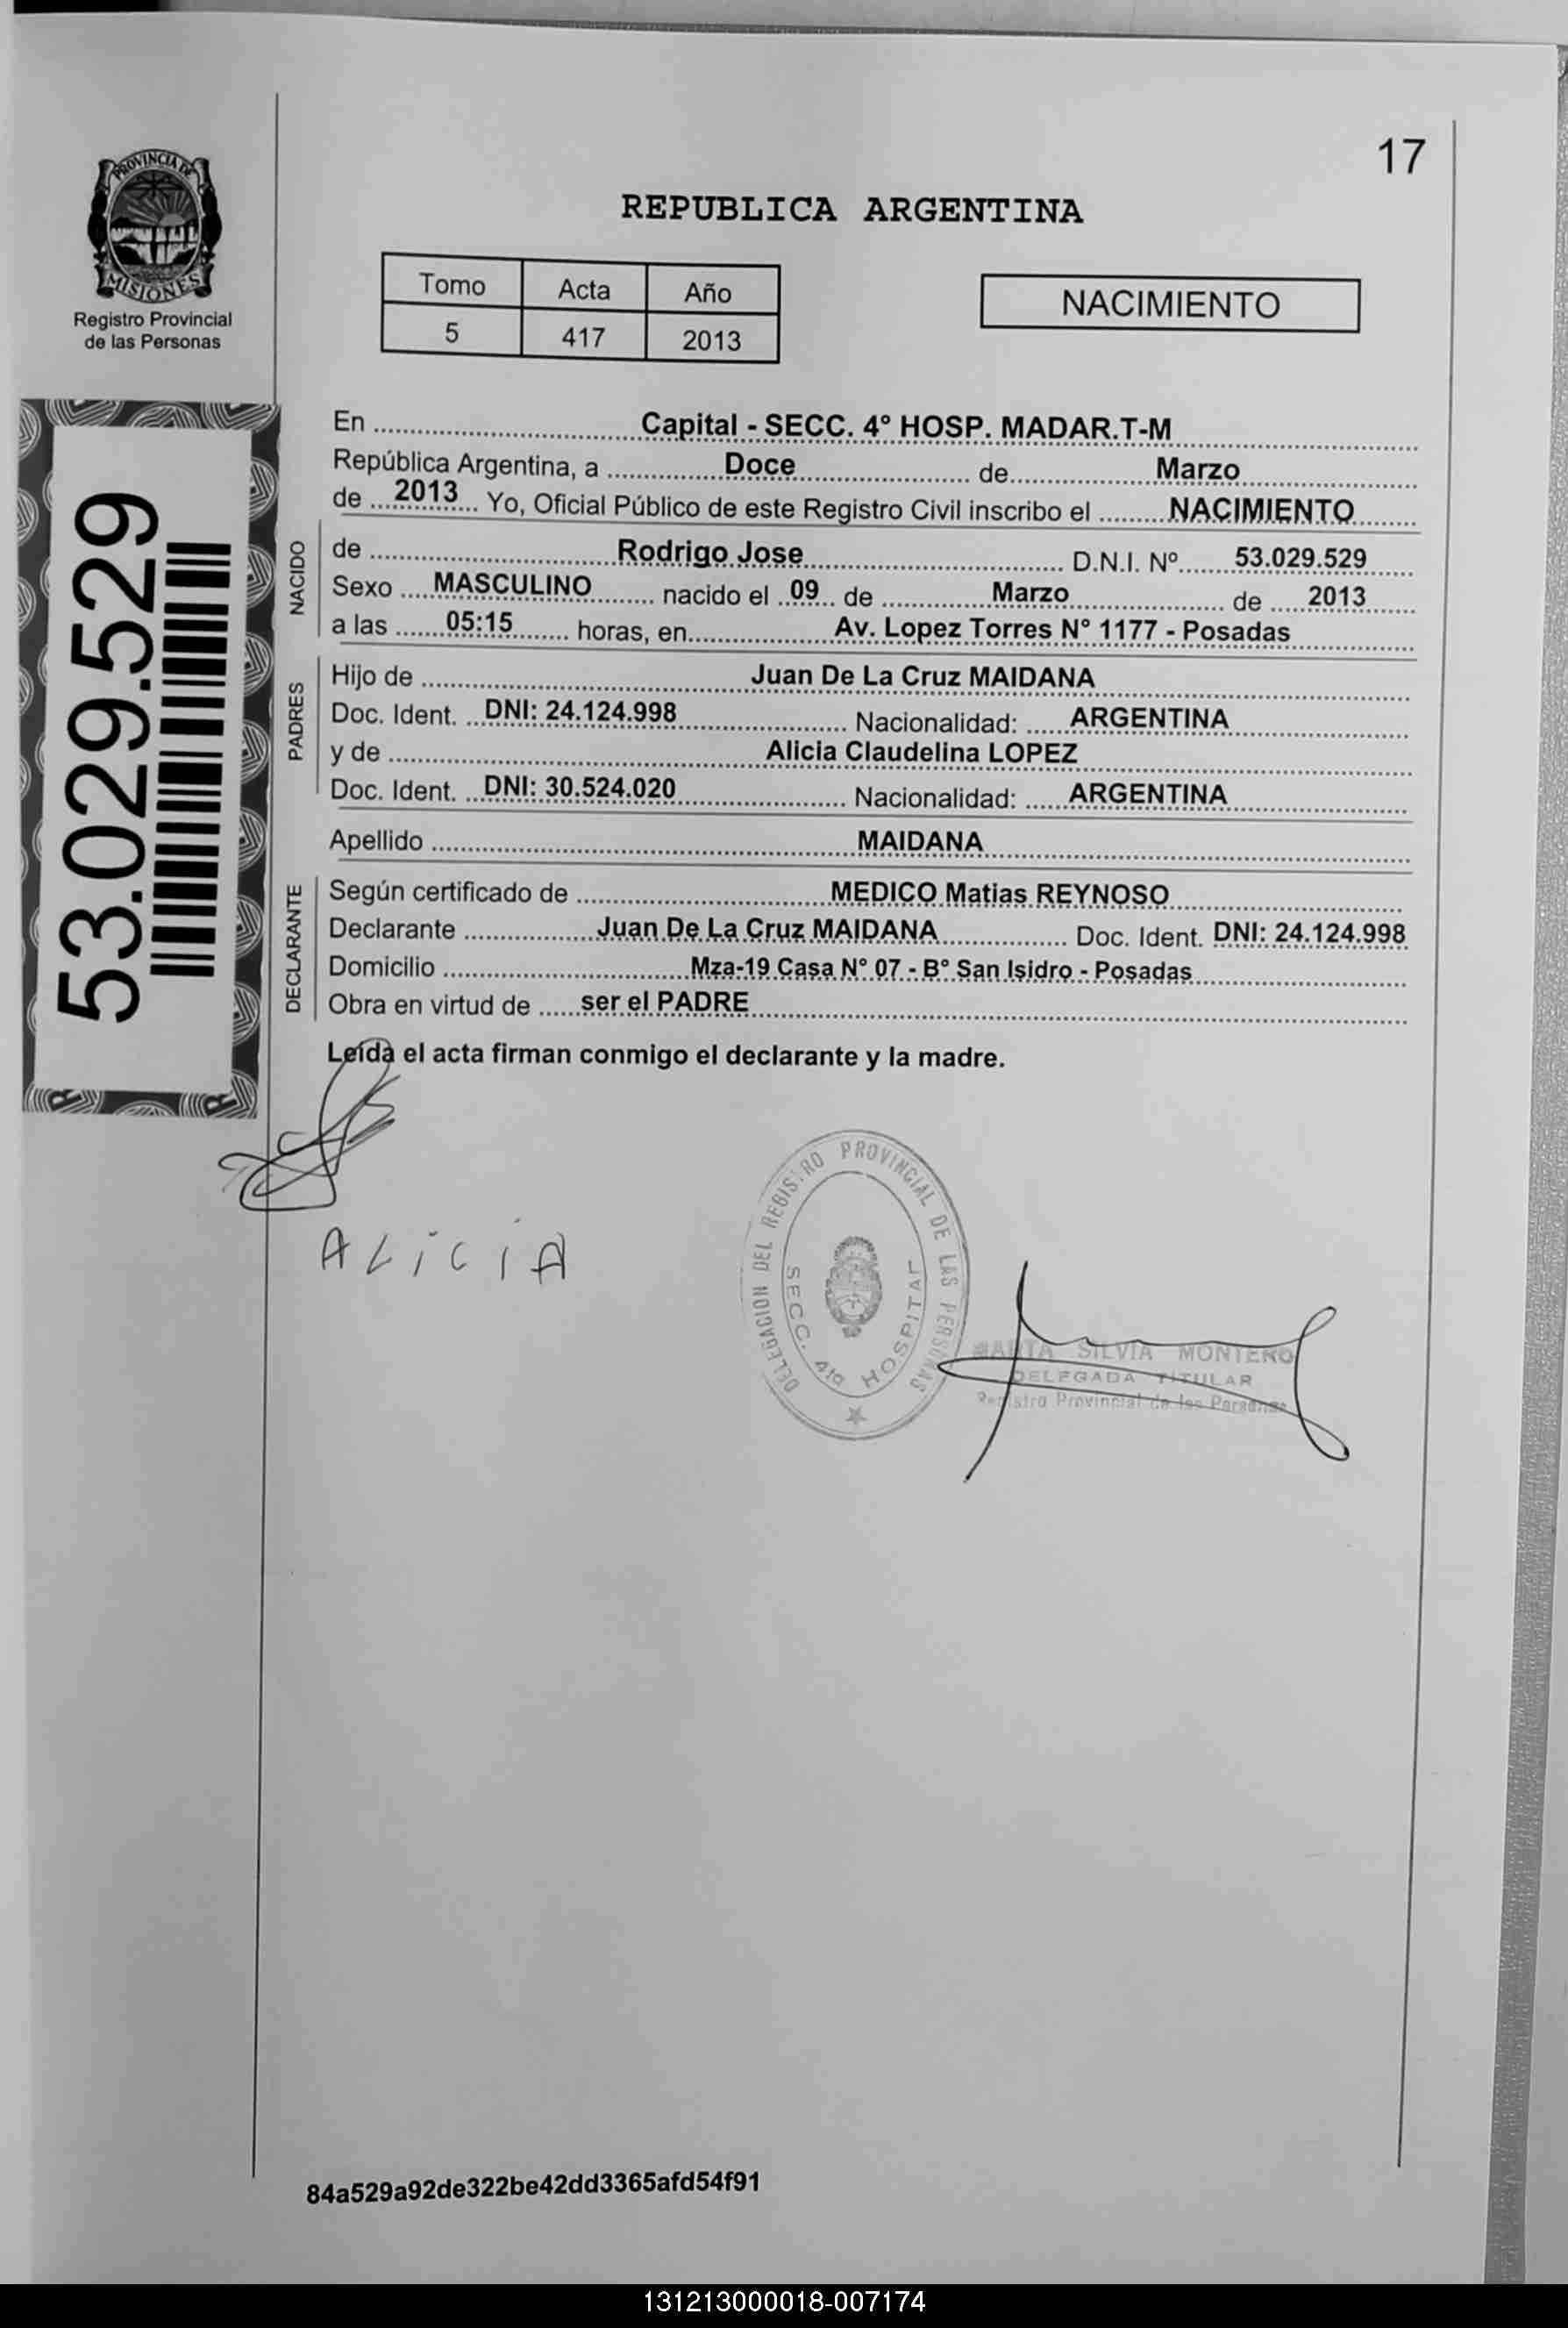 17
PROVINCIA DE
MISIONES
Registro Provincial
de las Personas
REPUBLICA ARGENTINA
Tomo Acta Año
5 417 2013
NACIMIENTO
53.029.529
En Capital - SECC. 4º HOSP. MADAR.T-M
República Argentina, a Doce de Marzo
de 2013 Yo, Oficial Público de este Registro Civil inscribo el NACIMIENTO
NACIDO
de Rodrigo Jose D.N.I. Nº 53.029.529
Sexo MASCULINO nacido el 09 de Marzo de 2013
a las 05:15 horas, en Av. Lopez Torres N° 1177 - Posadas
PADRES
Hijo de Juan De La Cruz MAIDANA
Doc. Ident. DNI: 24.124.998 Nacionalidad: ARGENTINA
y de Alicia Claudelina LOPEZ
Doc. Ident. DNI: 30.524.020 Nacionalidad: ARGENTINA
Apellido MAIDANA
DECLARANTE
Según certificado de MEDICO Matias REYNOSO
Declarante Juan De La Cruz MAIDANA Doc. Ident. DNI: 24.124.998
Domicilio Mza-19 Casa N° 07 - B° San Isidro - Posadas
Obra en virtud de ser el PADRE
Leída el acta firman conmigo el declarante y la madre.
ALiCiA
DELEGACION DEL REGISTRO PROVINCIAL DE LAS PERSONAS
SECC. 4ta HOSPITAL
MARTA SILVIA MONTERO
DELEGADA TITULAR
Registro Provincial de las Personas
84a529a92de322be42dd3365afd54f91
131213000018-007174